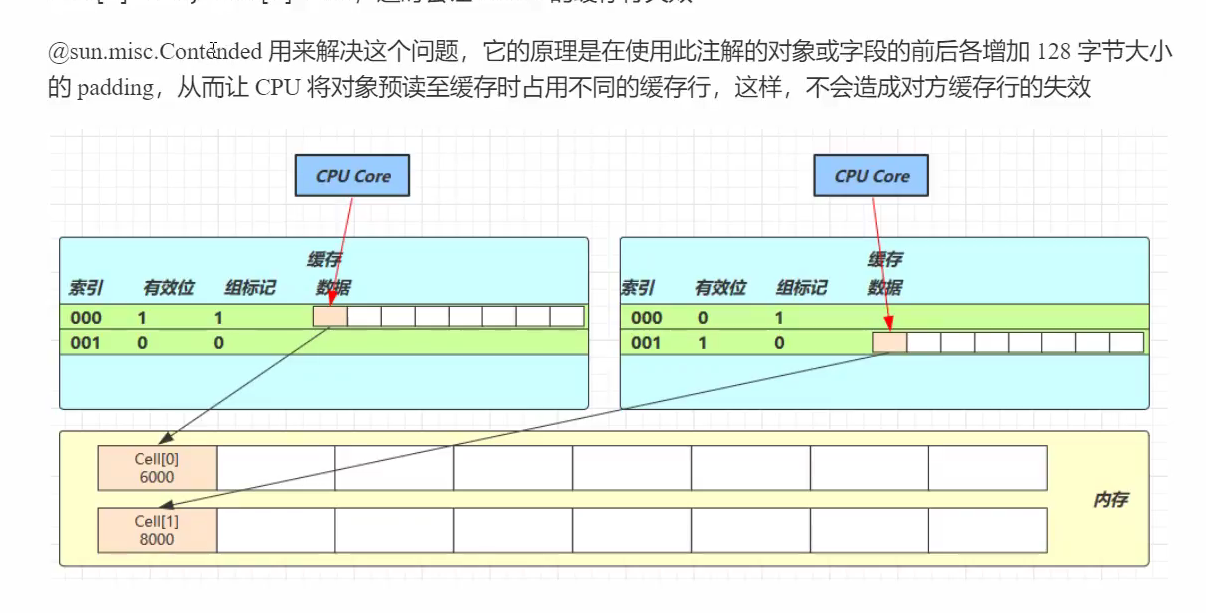 @sun.misc.Contended 用来解决这个问题，它的原理是在使用此注解的对象或字段的前后各增加 128 字节大小
的 padding，从而让 CPU 将对象预读至缓存时占用不同的缓存行，这样，不会造成对方缓存行的失效
CPU Core
CPU Core
缓存
索引 有效位 组标记 数据
000 1 1
001 0 0
缓存
索引 有效位 组标记 数据
000 0 1
001 1 0
Cell[0]
6000
Cell[1]
8000
内存